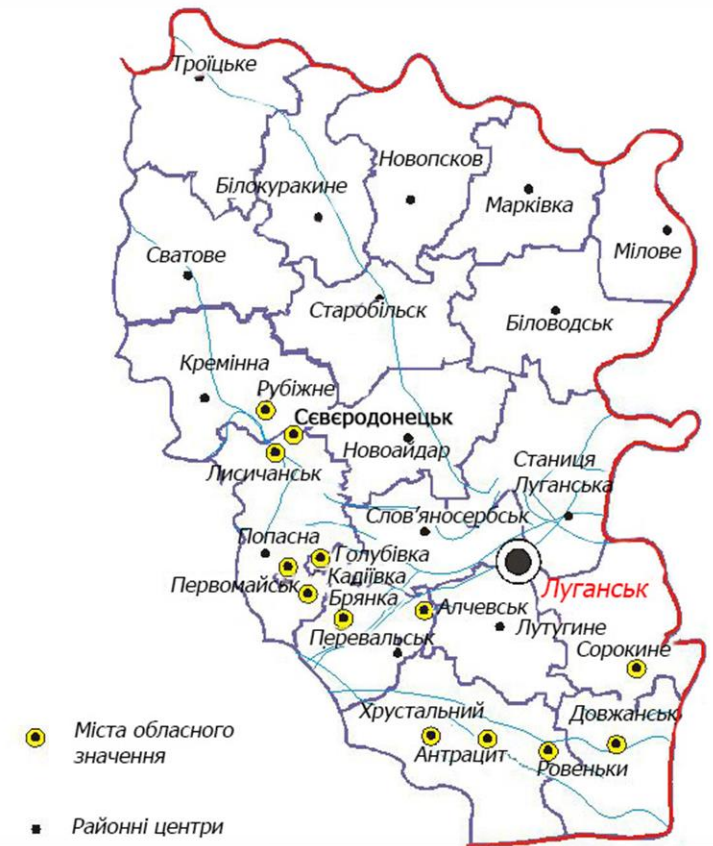 Троїцьке
Новопсков
Білокуракине
Марківка
Мілове
Сватове
Старобільск
Біловодськ
Кремінна
Рубіжне
Сєвєродонецьк
Новоайдар
Лисичанськ
Станиця
Луганська
Слов'яносербськ
Попасна
Голубівка
Первомайськ
Кадіївка
Луганськ
Брянка
Алчевськ
Лутугине
Перевальськ
Сорокине
Хрустальний
Довжанськ
Антрацит
Ровеньки
Міста обласного
значення
Районні центри